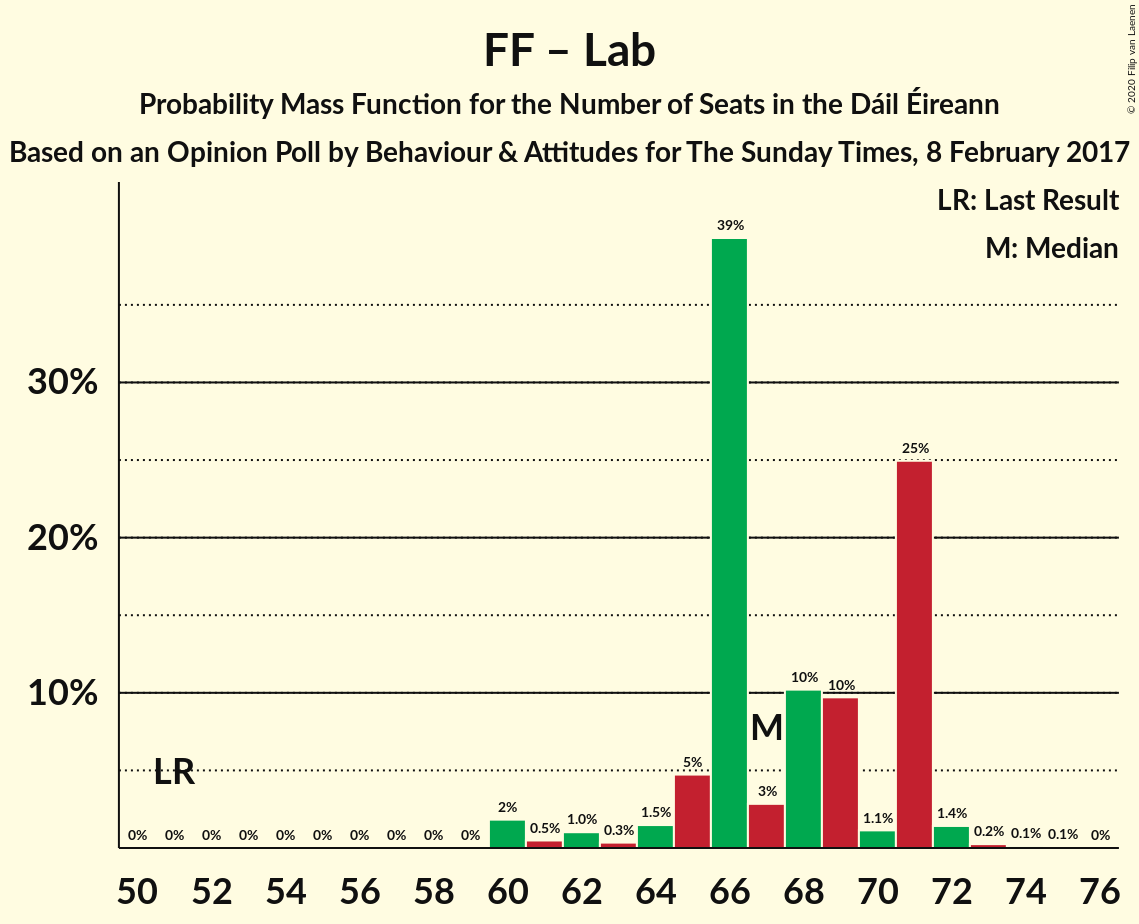 FF – Lab
Probability Mass Function for the Number of Seats in the Dáil Éireann
Based on an Opinion Poll by Behaviour & Attitudes for The Sunday Times, 8 February 2017
© 2020 Filip van Laenen
LR: Last Result
M: Median
39%
30%
25%
20%
10%
10% 10%
M
LR
5%
3%
0% 0% 0% 0% 0% 0% 0% 0% 0% 0% 2% 0.5% 1.0% 0.3% 1.5% 1.1% 1.4% 0.2% 0.1% 0.1% 0%
50 52 54 56 58 60 62 64 66 68 70 72 74 76